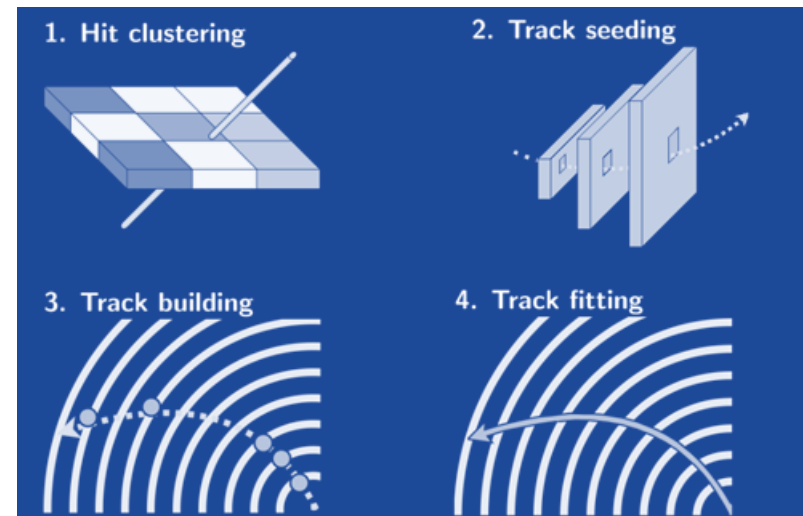 1. Hit clustering
2. Track seeding
3. Track building
4. Track fitting